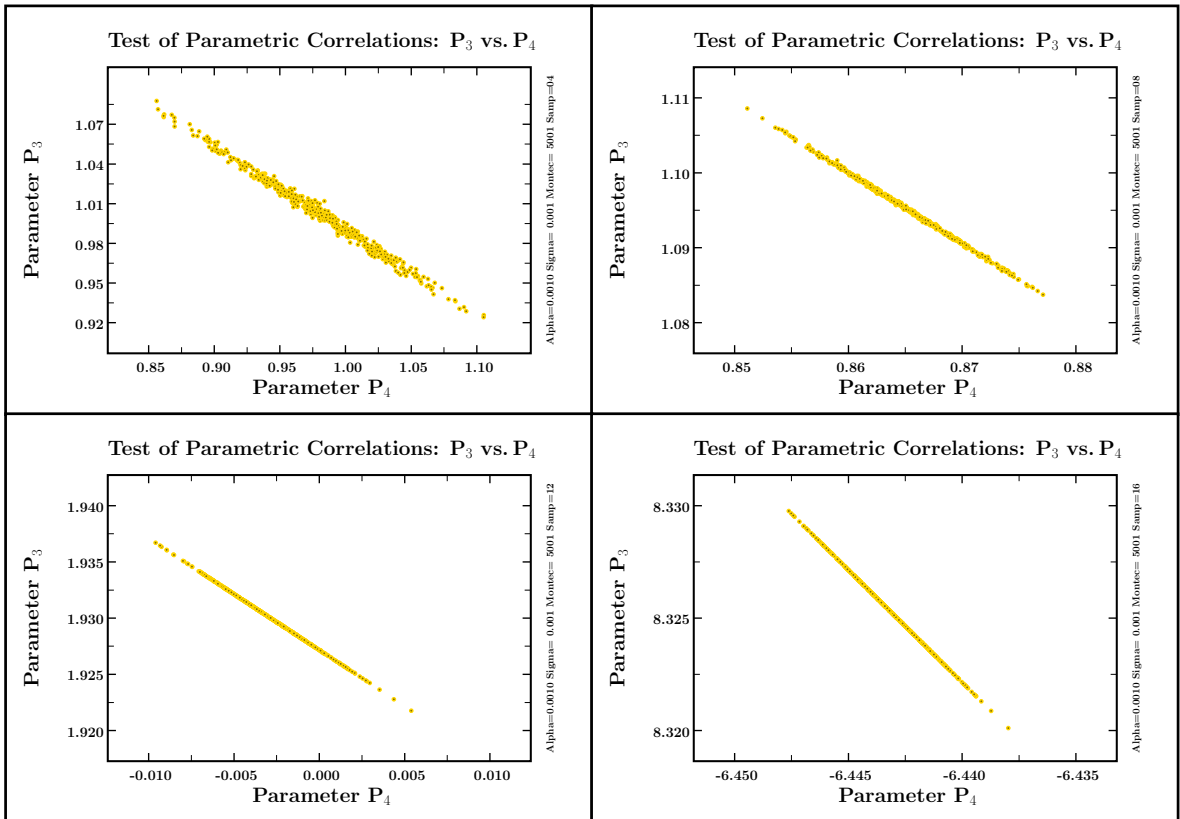 Test of Parametric Correlations: P3 vs. P4
Parameter P3
1.07
1.04
1.01
0.98
0.95
0.92
0.85 0.90 0.95 1.00 1.05 1.10
Parameter P4
Alpha=0.0010 Sigma= 0.001 Montec= 5001 Samp=04
Test of Parametric Correlations: P3 vs. P4
Parameter P3
1.11
1.10
1.09
1.08
0.85 0.86 0.87 0.88
Parameter P4
Alpha=0.0010 Sigma= 0.001 Montec= 5001 Samp=08
Test of Parametric Correlations: P3 vs. P4
Parameter P3
1.940
1.935
1.930
1.925
1.920
-0.010 -0.005 0.000 0.005 0.010
Parameter P4
Alpha=0.0010 Sigma= 0.001 Montec= 5001 Samp=12
Test of Parametric Correlations: P3 vs. P4
Parameter P3
8.330
8.325
8.320
-6.450 -6.445 -6.440 -6.435
Parameter P4
Alpha=0.0010 Sigma= 0.001 Montec= 5001 Samp=16